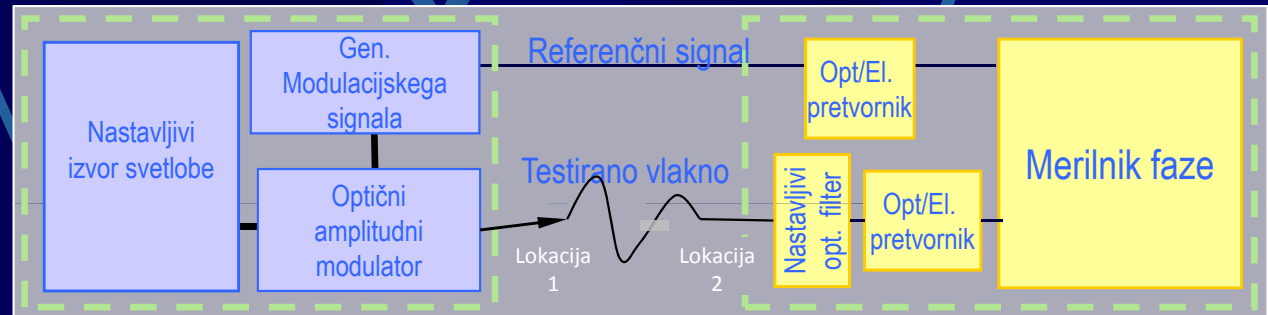 Nastavljivi
izvor svetlobe
Gen.
Modulacijskega
signala
Optični
amplitudni
modulator
Referenčni signal
Testirano vlakno
Lokacija
1
Lokacija
2
Opt/El.
pretvornik
Nastavljivi
opt. filter
Opt/El.
pretvornik
Merilnik faze